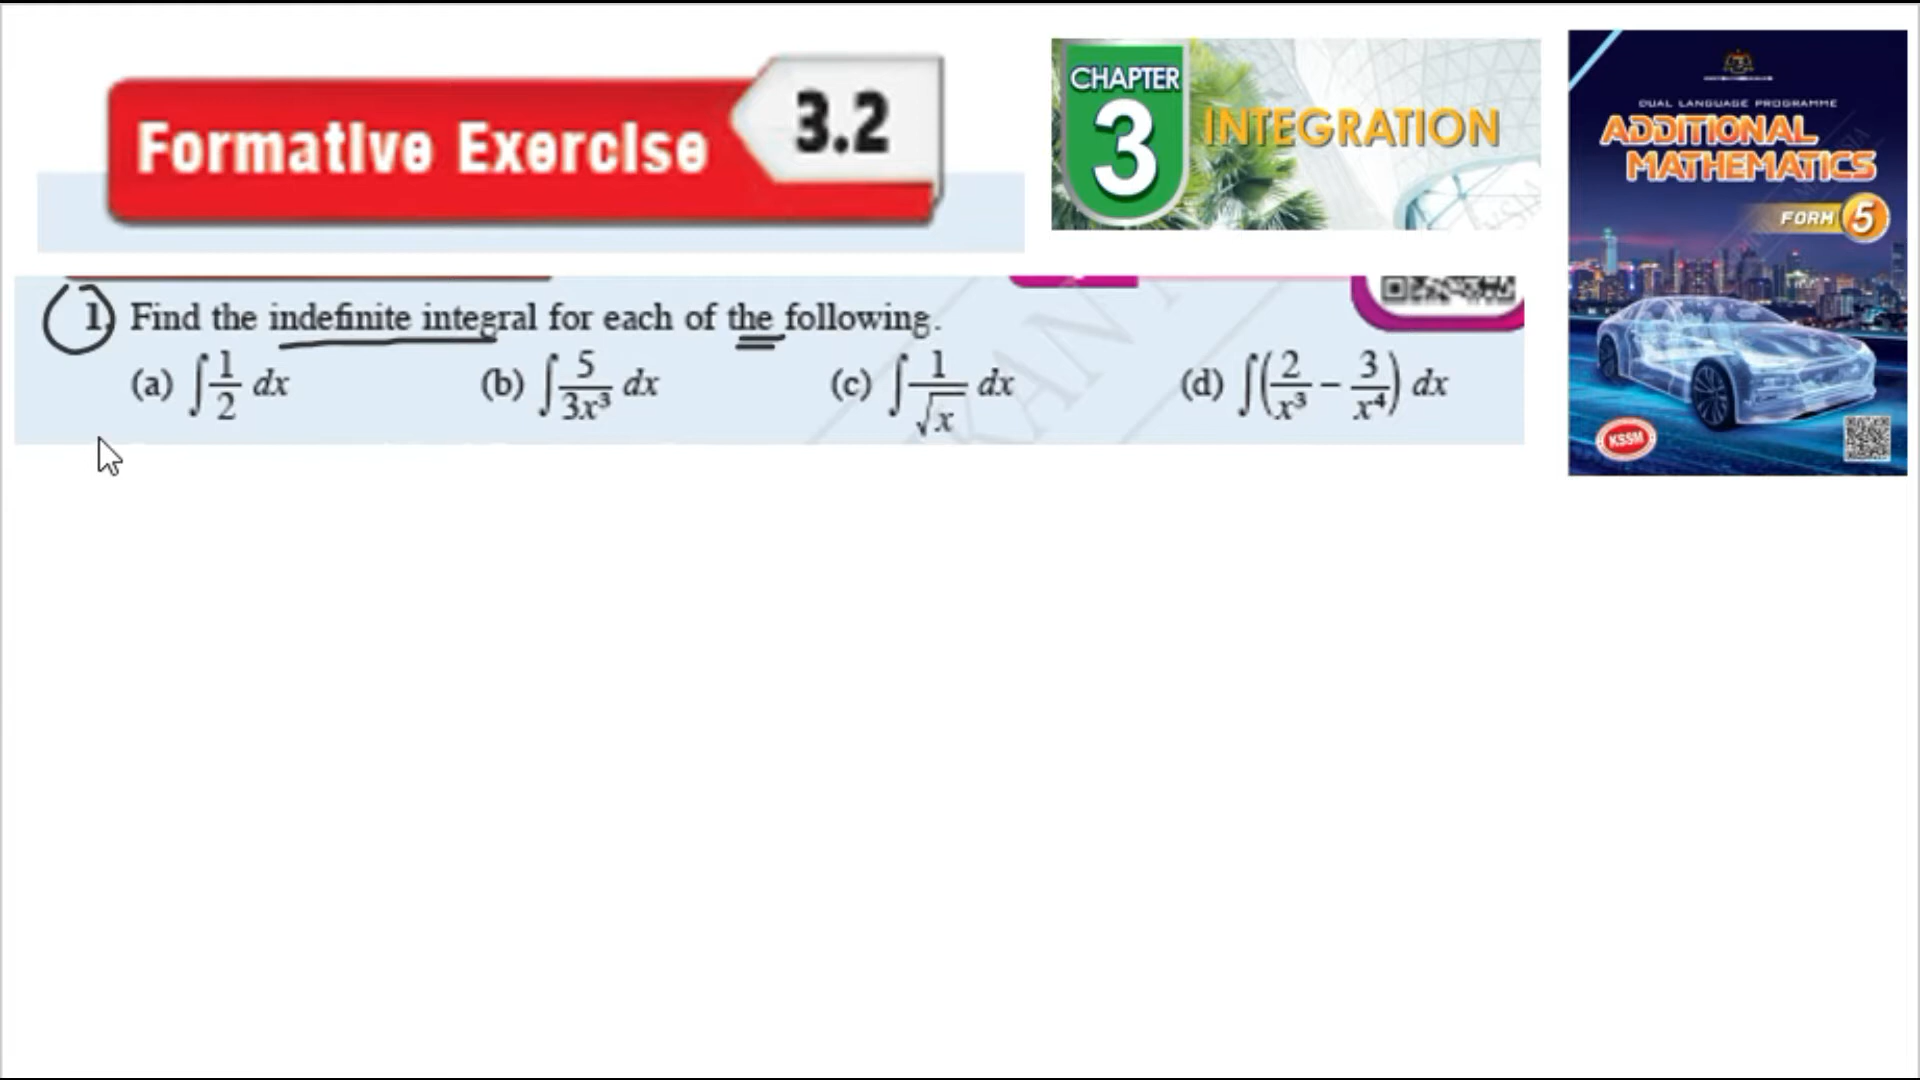 Formative Exercise 3.2
CHAPTER
3
INTEGRATION
DUAL LANGUAGE PROGRAMME
ADDITIONAL
MATHEMATICS
FORM 5
KSSM
1. Find the indefinite integral for each of the following.
(a) ∫ 1/2 dx (b) ∫ 5/3x³ dx (c) ∫ 1/√x dx (d) ∫(2/x³ − 3/x⁴) dx